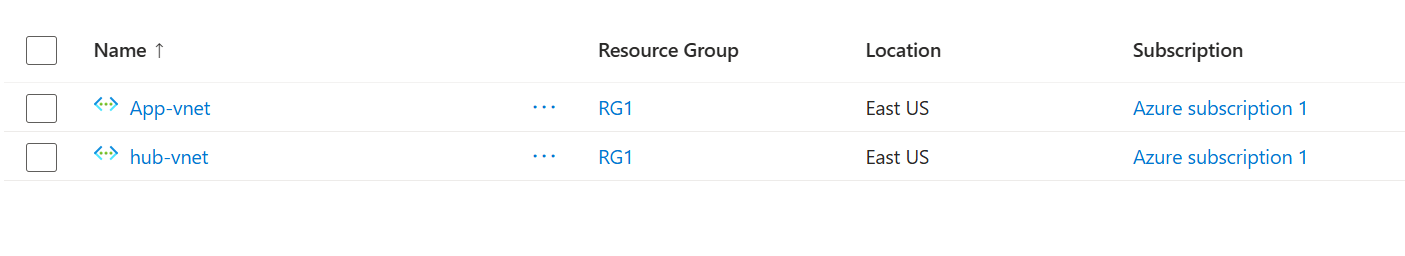 Name ↑ Resource Group Location Subscription
App-vnet ... RG1 East US Azure subscription 1
hub-vnet ... RG1 East US Azure subscription 1